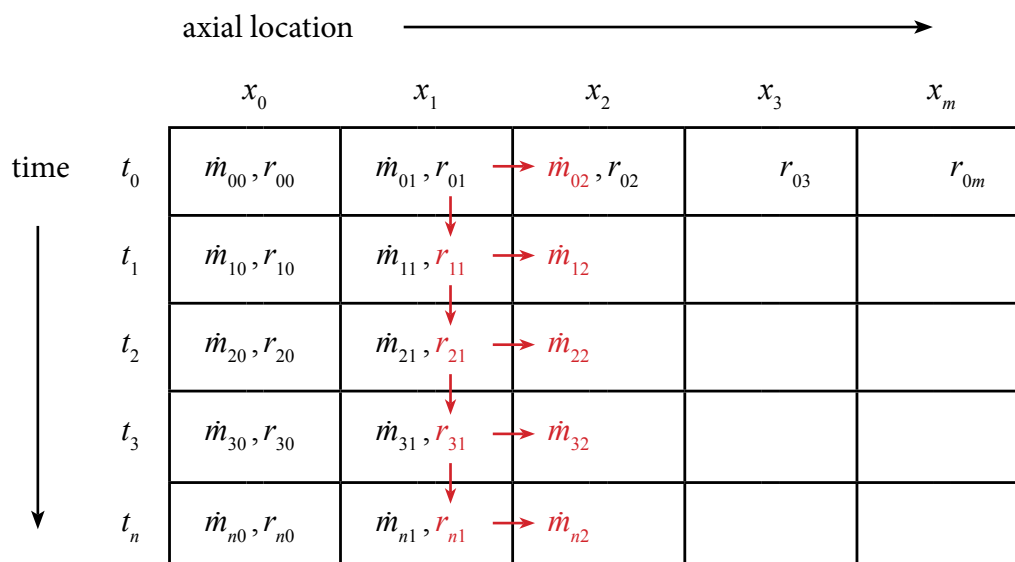 axial location
x₀ x₁ x₂ x₃ xₘ
time t₀ ṁ₀₀, r₀₀ ṁ₀₁, r₀₁ ṁ₀₂, r₀₂ r₀₃ r₀ₘ
t₁ ṁ₁₀, r₁₀ ṁ₁₁, r₁₁ ṁ₁₂
t₂ ṁ₂₀, r₂₀ ṁ₂₁, r₂₁ ṁ₂₂
t₃ ṁ₃₀, r₃₀ ṁ₃₁, r₃₁ ṁ₃₂
tₙ ṁₙ₀, rₙ₀ ṁₙ₁, rₙ₁ ṁₙ₂